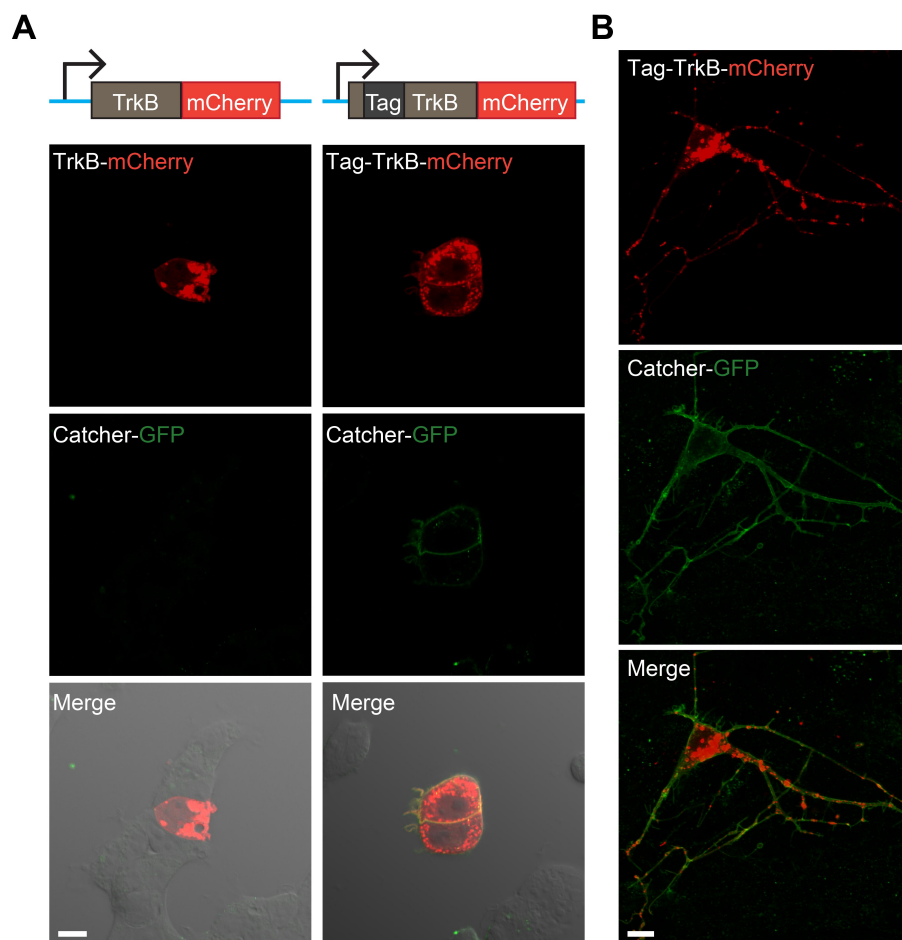 A
TrkB mCherry
Tag TrkB mCherry
TrkB-mCherry
Tag-TrkB-mCherry
Catcher-GFP
Catcher-GFP
Merge
Merge
B
Tag-TrkB-mCherry
Catcher-GFP
Merge